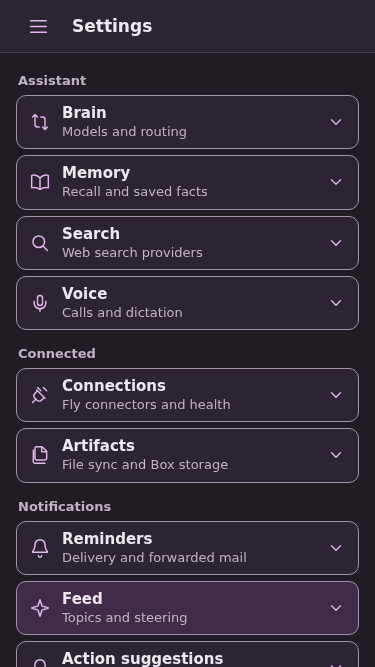 Settings
Assistant
Brain
Models and routing
Memory
Recall and saved facts
Search
Web search providers
Voice
Calls and dictation
Connected
Connections
Fly connectors and health
Artifacts
File sync and Box storage
Notifications
Reminders
Delivery and forwarded mail
Feed
Topics and steering
Action suggestions